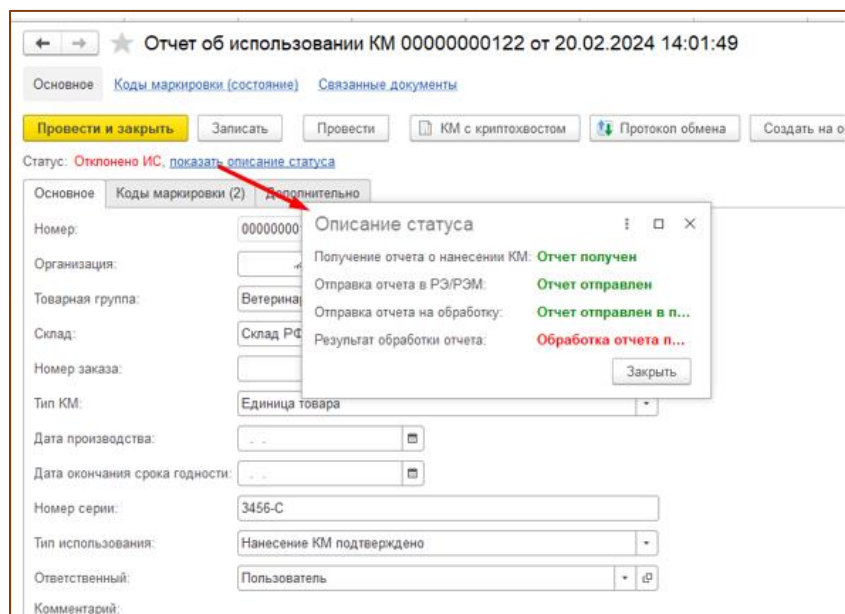 Отчет об использовании КМ 00000000122 от 20.02.2024 14:01:49
Основное Коды маркировки (состояние) Связанные документы
Провести и закрыть Записать Провести КМ с криптохвостом Протокол обмена Создать на о
Статус: Отклонено ИС, показать описание статуса
Основное Коды маркировки (2) Дополнительно
Номер: 00000000
Описание статуса
Получение отчета о нанесении КМ: Отчет получен
Организация:
Отправка отчета в РЭ/РЭМ: Отчет отправлен
Товарная группа: Ветеринар
Отправка отчета на обработку: Отчет отправлен в п...
Склад: Склад РФ
Результат обработки отчета: Обработка отчета п...
Номер заказа:
Закрыть
Тип КМ: Единица товара
Дата производства: . .
Дата окончания срока годности: . .
Номер серии: 3456-С
Тип использования: Нанесение КМ подтверждено
Ответственный: Пользователь
Комментарий: